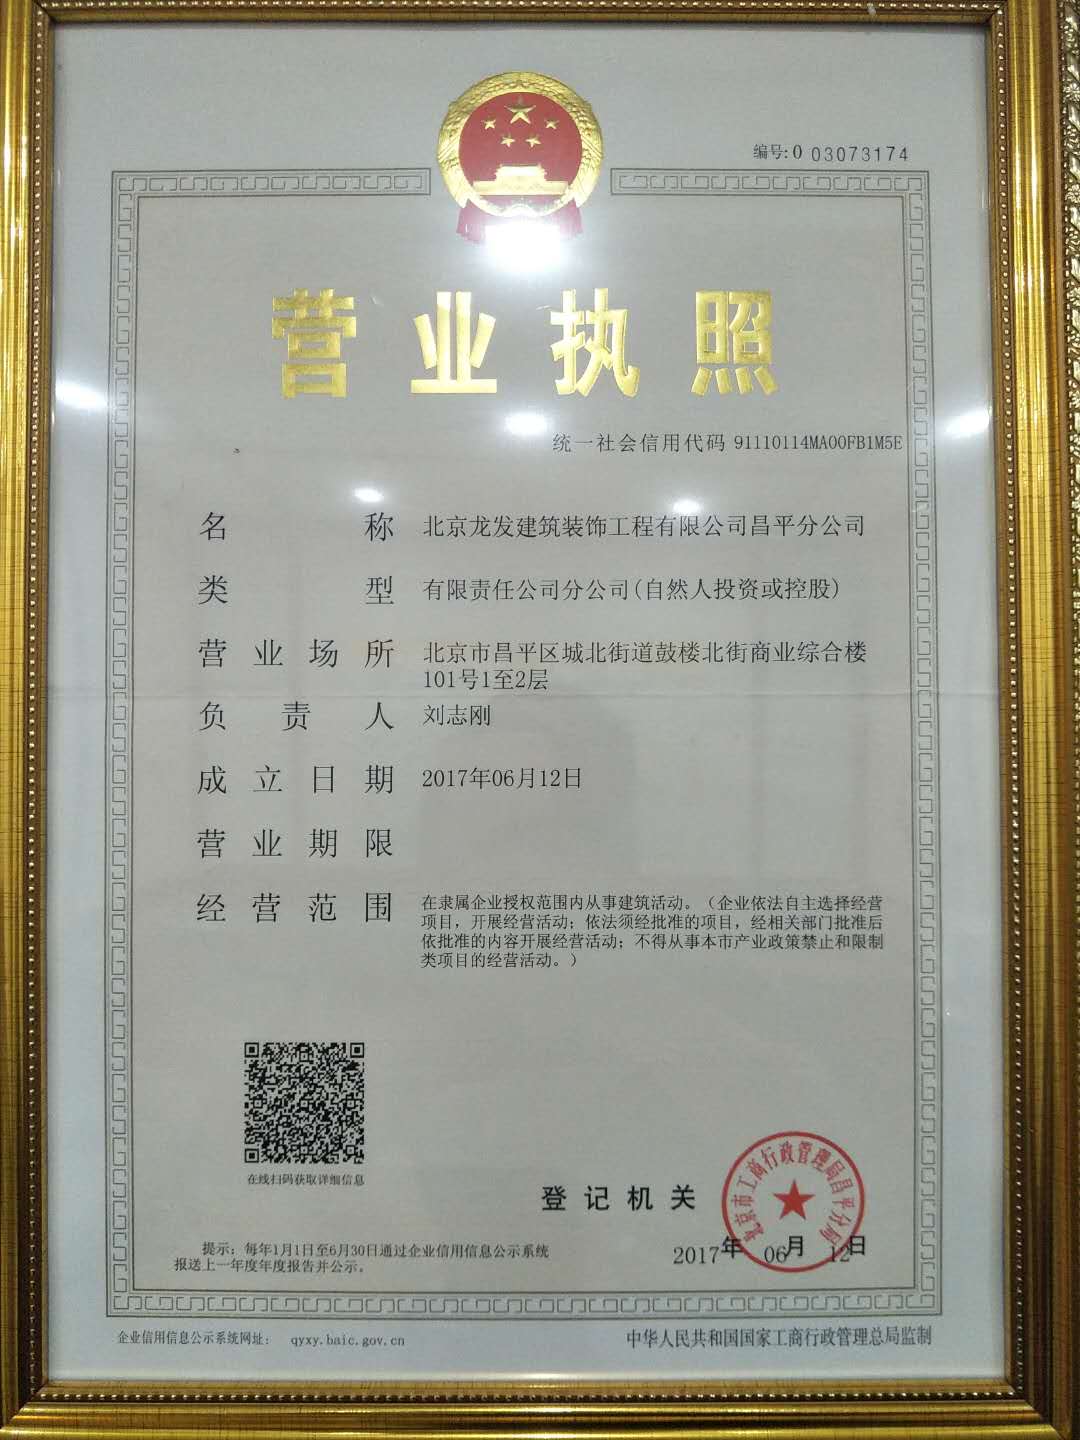 编号:0 03073174
营业执照
统一社会信用代码 91110114MA00FB1M5E
名称 北京龙发建筑装饰工程有限公司昌平分公司
类型 有限责任公司分公司(自然人投资或控股)
营业场所 北京市昌平区城北街道鼓楼北街商业综合楼
101号1至2层
负责人 刘志刚
成立日期 2017年06月12日
营业期限
经营范围 在隶属企业授权范围内从事建筑活动。（企业依法自主选择经营
项目，开展经营活动；依法须经批准的项目，经相关部门批准后
依批准的内容开展经营活动；不得从事本市产业政策禁止和限制
类项目的经营活动。）
在线扫码获取详细信息
登记机关
北京市工商行政管理局昌平分局
2017年 06月 12日
提示：每年1月1日至6月30日通过企业信用信息公示系统
报送上一年度年度报告并公示。
企业信用信息公示系统网址： qyxy.baic.gov.cn
中华人民共和国国家工商行政管理总局监制